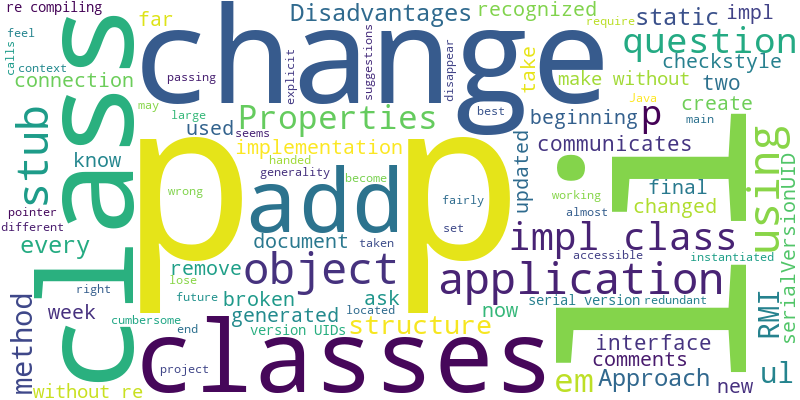 re compiling
far
change
Disadvantages
recognized
static
impl
feel
calls
class
require
question
context
connection
passing
explicit
suggestions
disappear
take
make without
checkstyle
two
Properties
best
Java
create
stub
large
may
used
seems
beginning
p
main
know
implementation
handed
generality
communicates
using
serialVersionUID
p p
add
become
updated
I I
working
final
changed
pointer
different
wrong
fairly
set
almost
every
document
taken
impl class
accessible
instantiated
remove
object
application
right
lose
future
broken
located
ask
now
serial version
redundant
method
week
cumbersome
generated
version UIDs
structure
RMI
end
classes
interface
comments
project
without re
em
Approach
new
ul